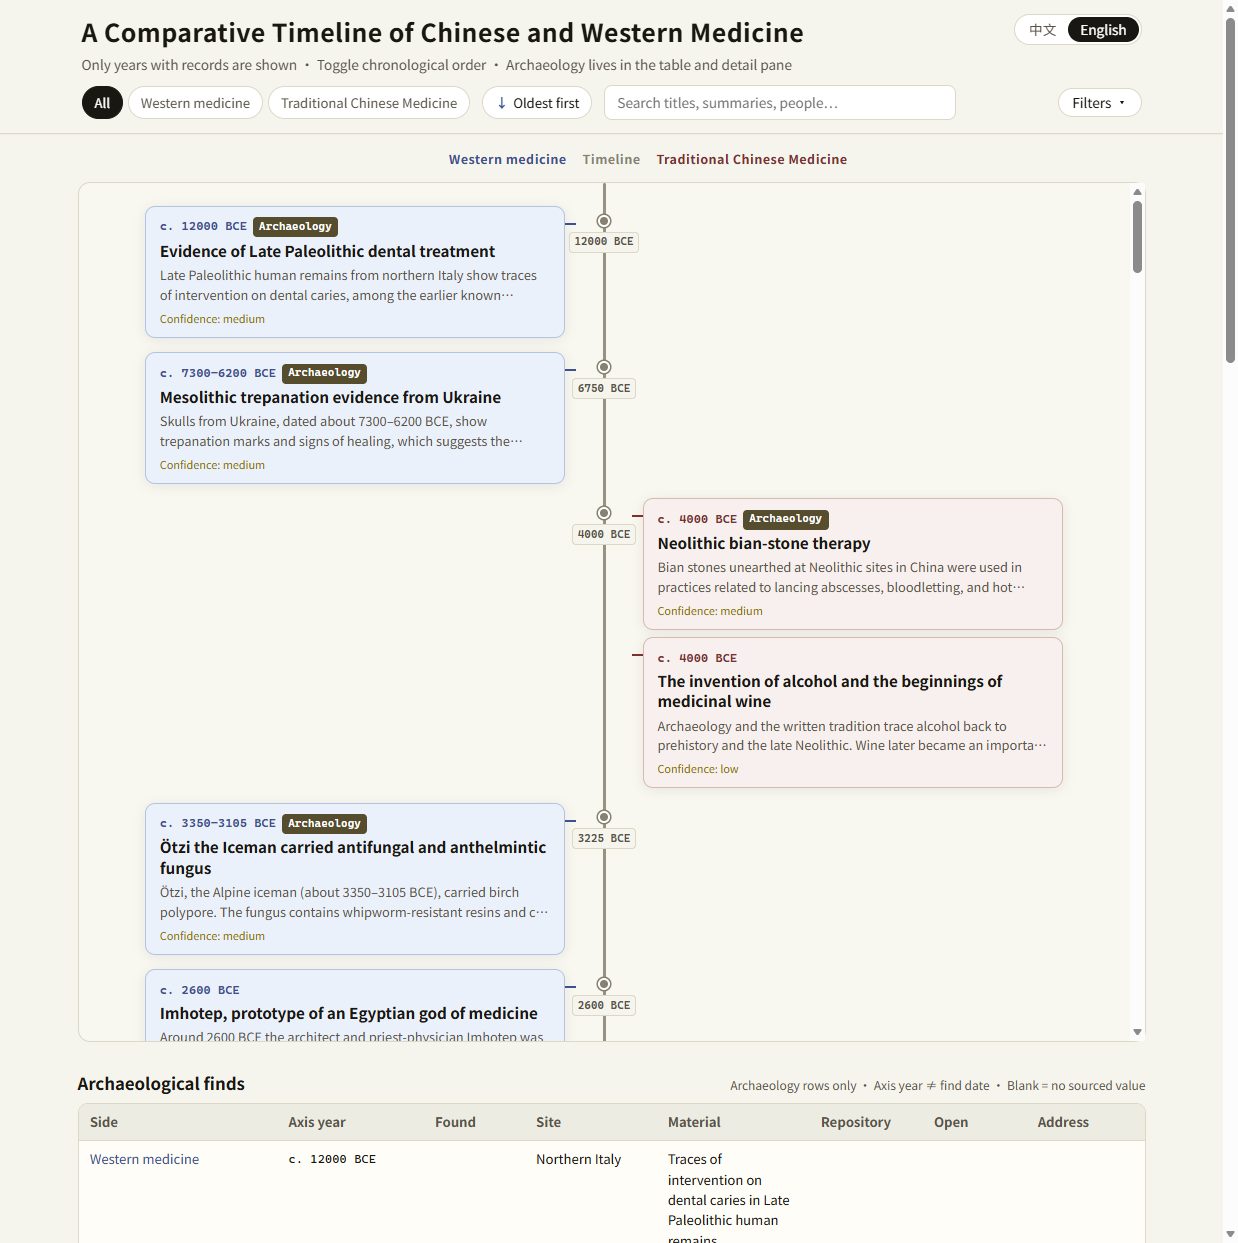 A Comparative Timeline of Chinese and Western Medicine
中文
English
Only years with records are shown • Toggle chronological order • Archaeology lives in the table and detail pane
All
Western medicine
Traditional Chinese Medicine
↓ Oldest first
Search titles, summaries, people…
Filters
Western medicine
Timeline
Traditional Chinese Medicine
c. 12000 BCE Archaeology
Evidence of Late Paleolithic dental treatment
Late Paleolithic human remains from northern Italy show traces
of intervention on dental caries, among the earlier known…
Confidence: medium
12000 BCE
c. 7300–6200 BCE Archaeology
Mesolithic trepanation evidence from Ukraine
Skulls from Ukraine, dated about 7300–6200 BCE, show
trepanation marks and signs of healing, which suggests the…
Confidence: medium
6750 BCE
4000 BCE
c. 4000 BCE Archaeology
Neolithic bian-stone therapy
Bian stones unearthed at Neolithic sites in China were used in
practices related to lancing abscesses, bloodletting, and hot…
Confidence: medium
c. 4000 BCE
The invention of alcohol and the beginnings of
medicinal wine
Archaeology and the written tradition trace alcohol back to
prehistory and the late Neolithic. Wine later became an importa…
Confidence: low
c. 3350–3105 BCE Archaeology
Ötzi the Iceman carried antifungal and anthelmintic
fungus
Ötzi, the Alpine iceman (about 3350–3105 BCE), carried birch
polypore. The fungus contains whipworm-resistant resins and c…
Confidence: medium
3225 BCE
c. 2600 BCE
Imhotep, prototype of an Egyptian god of medicine
Around 2600 BCE the architect and priest-physician Imhotep was
2600 BCE
Archaeological finds
Archaeology rows only • Axis year ≠ find date • Blank = no sourced value
Side Axis year Found Site Material Repository Open Address
Western medicine c. 12000 BCE Northern Italy Traces of
intervention on
dental caries in Late
Paleolithic human
remains